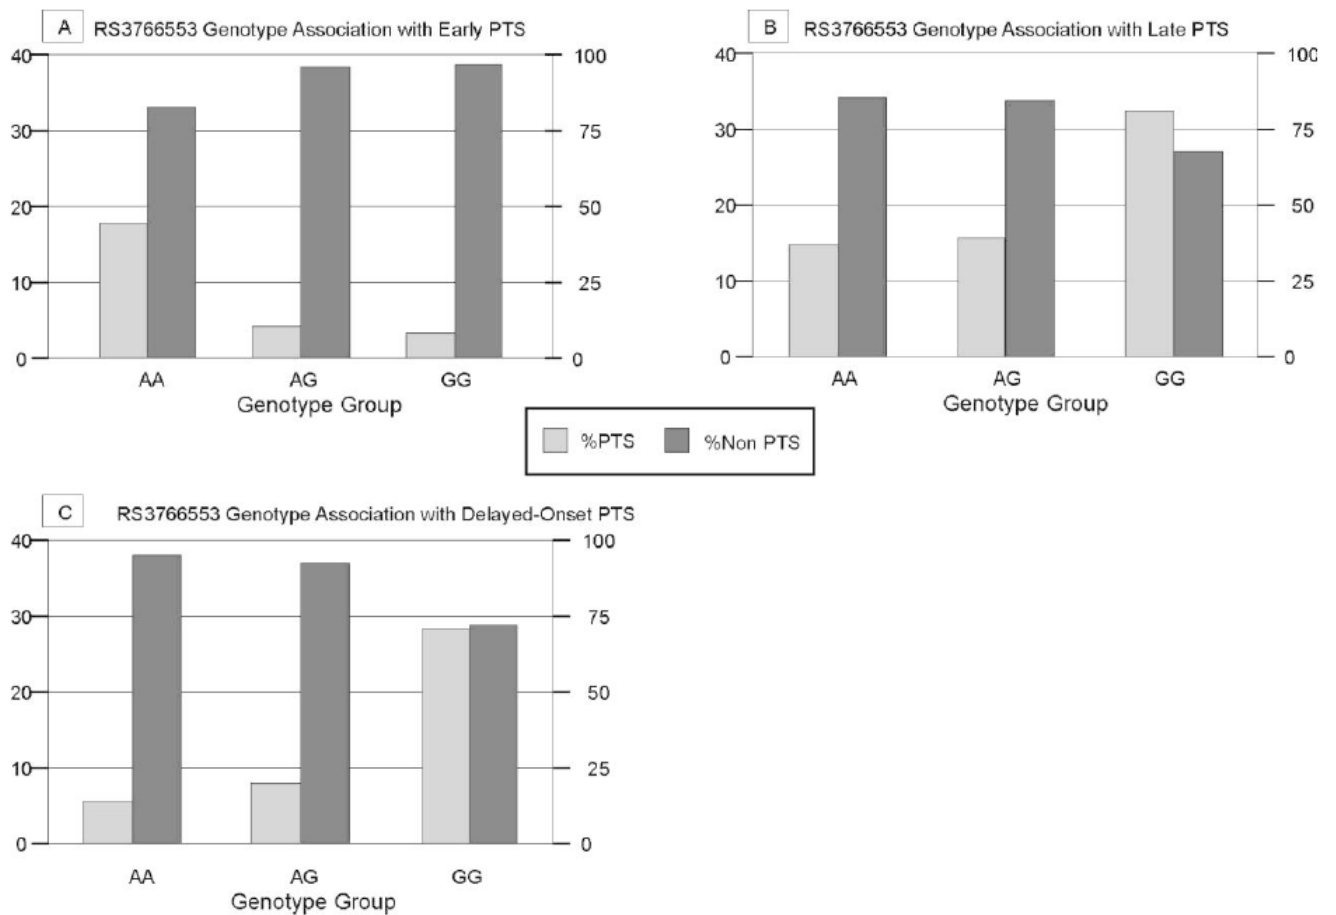 A RS3766553 Genotype Association with Early PTS
40 100
30 75
20 50
10 25
0 0
AA AG GG
Genotype Group
B RS3766553 Genotype Association with Late PTS
40 100
30 75
20 50
10 25
0 0
AA AG GG
Genotype Group
%PTS %Non PTS
C RS3766553 Genotype Association with Delayed-Onset PTS
40 100
30 75
20 50
10 25
0 0
AA AG GG
Genotype Group